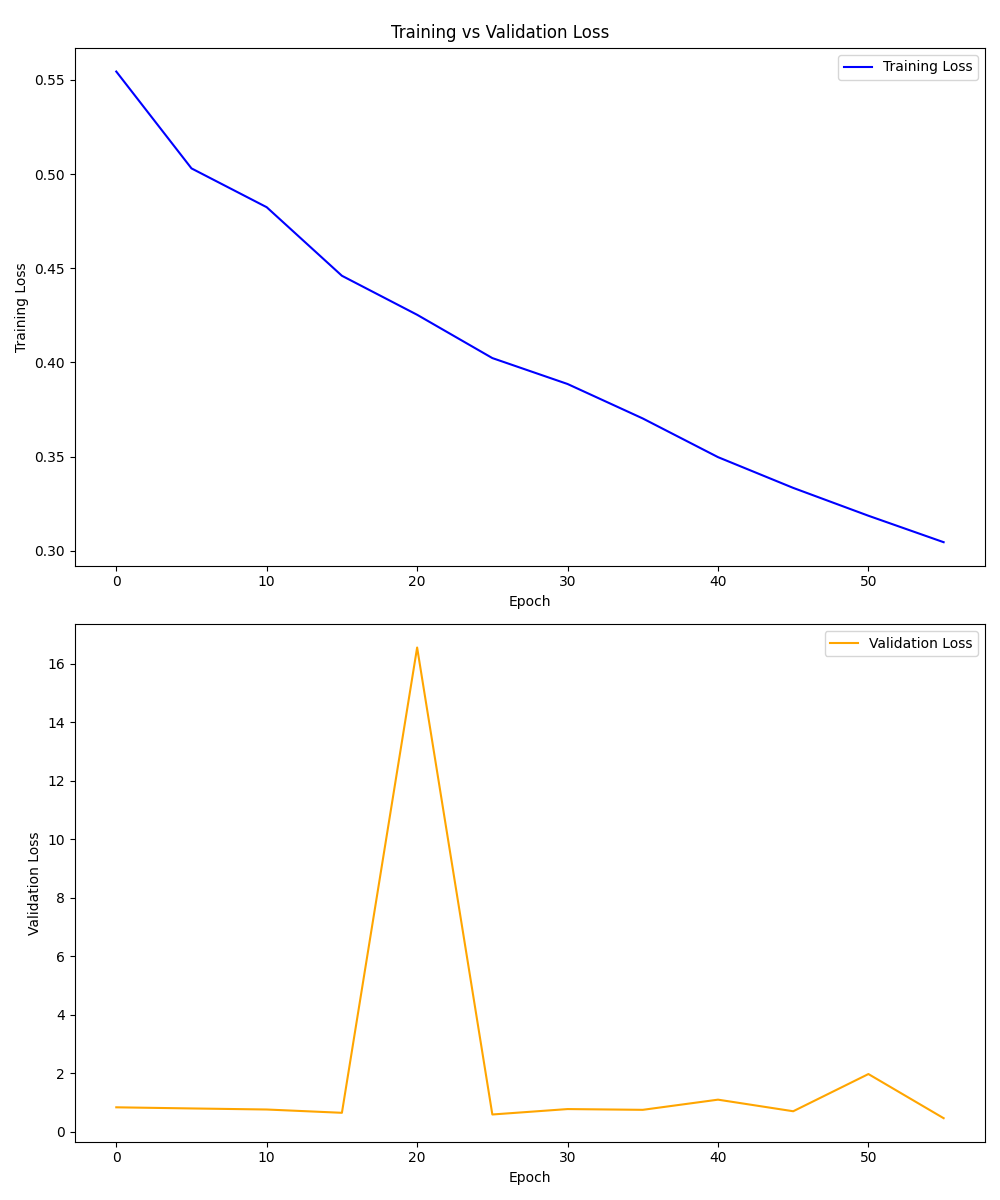 Training vs Validation Loss
Training Loss
0.55
0.50
0.45
0.40
0.35
0.30
Training Loss
0 10 20 30 40 50
Epoch
Validation Loss
16
14
12
10
8
6
4
2
0
Validation Loss
0 10 20 30 40 50
Epoch